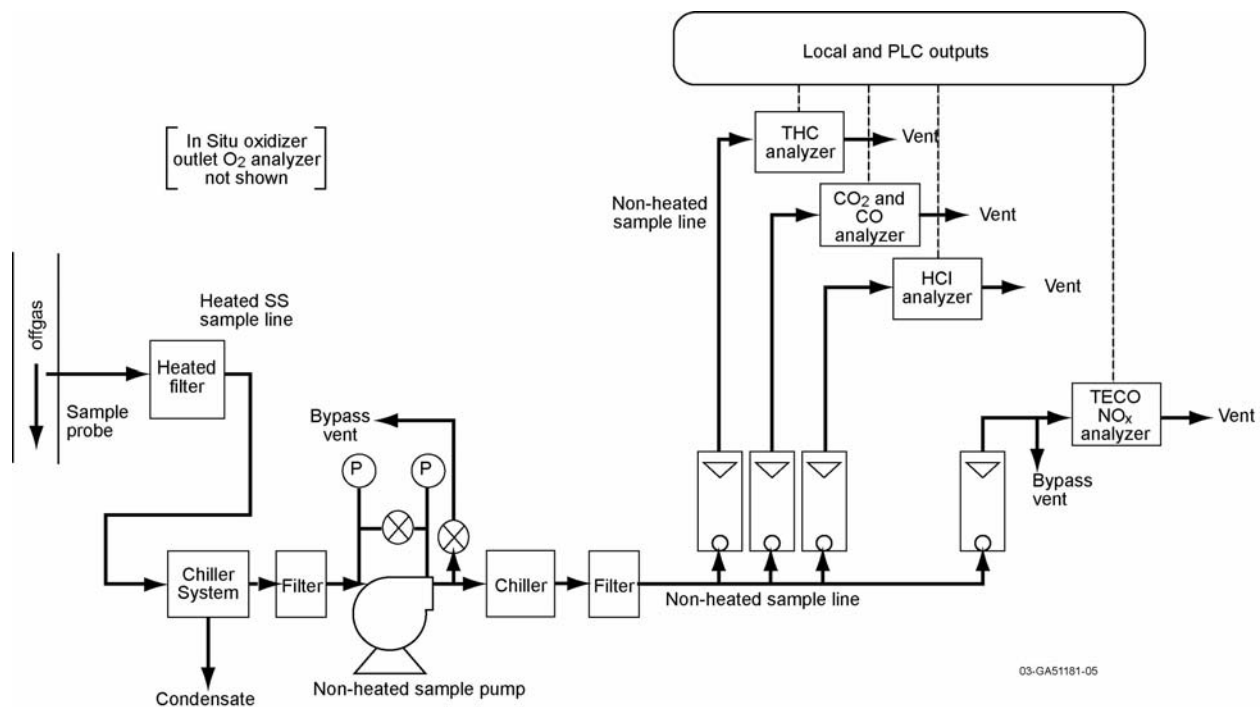 Local and PLC outputs
In Situ oxidizer
outlet O2 analyzer
not shown
THC
analyzer
Vent
Non-heated
sample line
CO2 and
CO
analyzer
Vent
HCl
analyzer
Vent
offgas
Heated SS
sample line
Heated
filter
Sample
probe
TECO
NOx
analyzer
Vent
Bypass
vent
P
P
Bypass
vent
Chiller
System
Filter
Chiller
Filter
Non-heated sample line
Condensate
Non-heated sample pump
03-GA51181-05